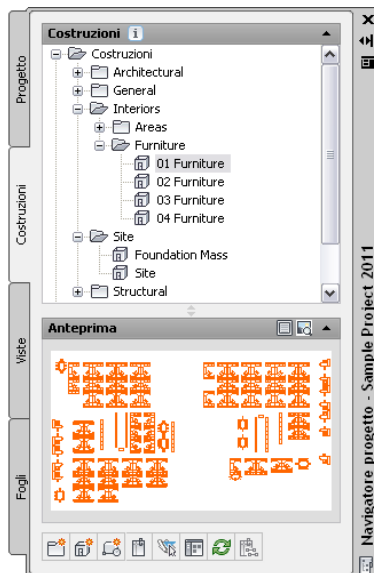 Costruzioni
Costruzioni
Architectural
General
Interiors
Areas
Furniture
01 Furniture
02 Furniture
03 Furniture
04 Furniture
Site
Foundation Mass
Site
Structural
Anteprima
Progetto
Costruzioni
Viste
Fogli
Navigatore progetto - Sample Project 2011